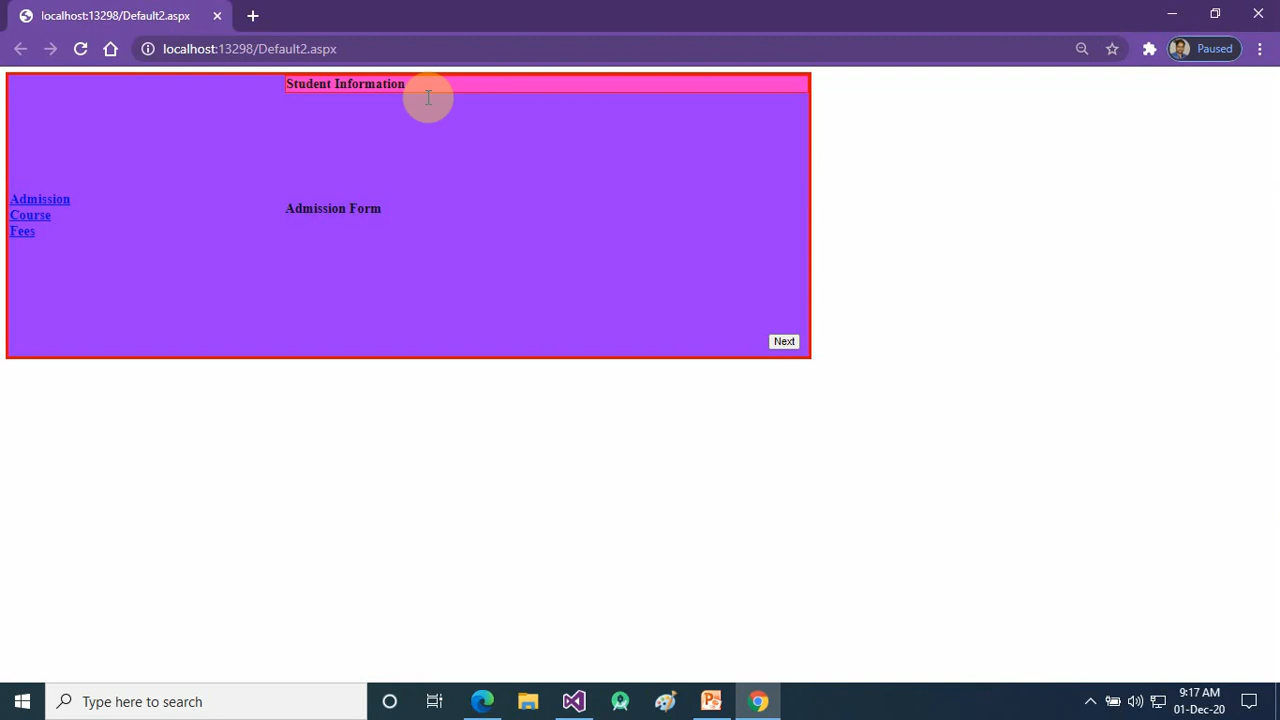 localhost:13298/Default2.aspx
localhost:13298/Default2.aspx
Paused
Student Information
Admission
Course
Fees
Admission Form
Next
Type here to search
9:17 AM
01-Dec-20